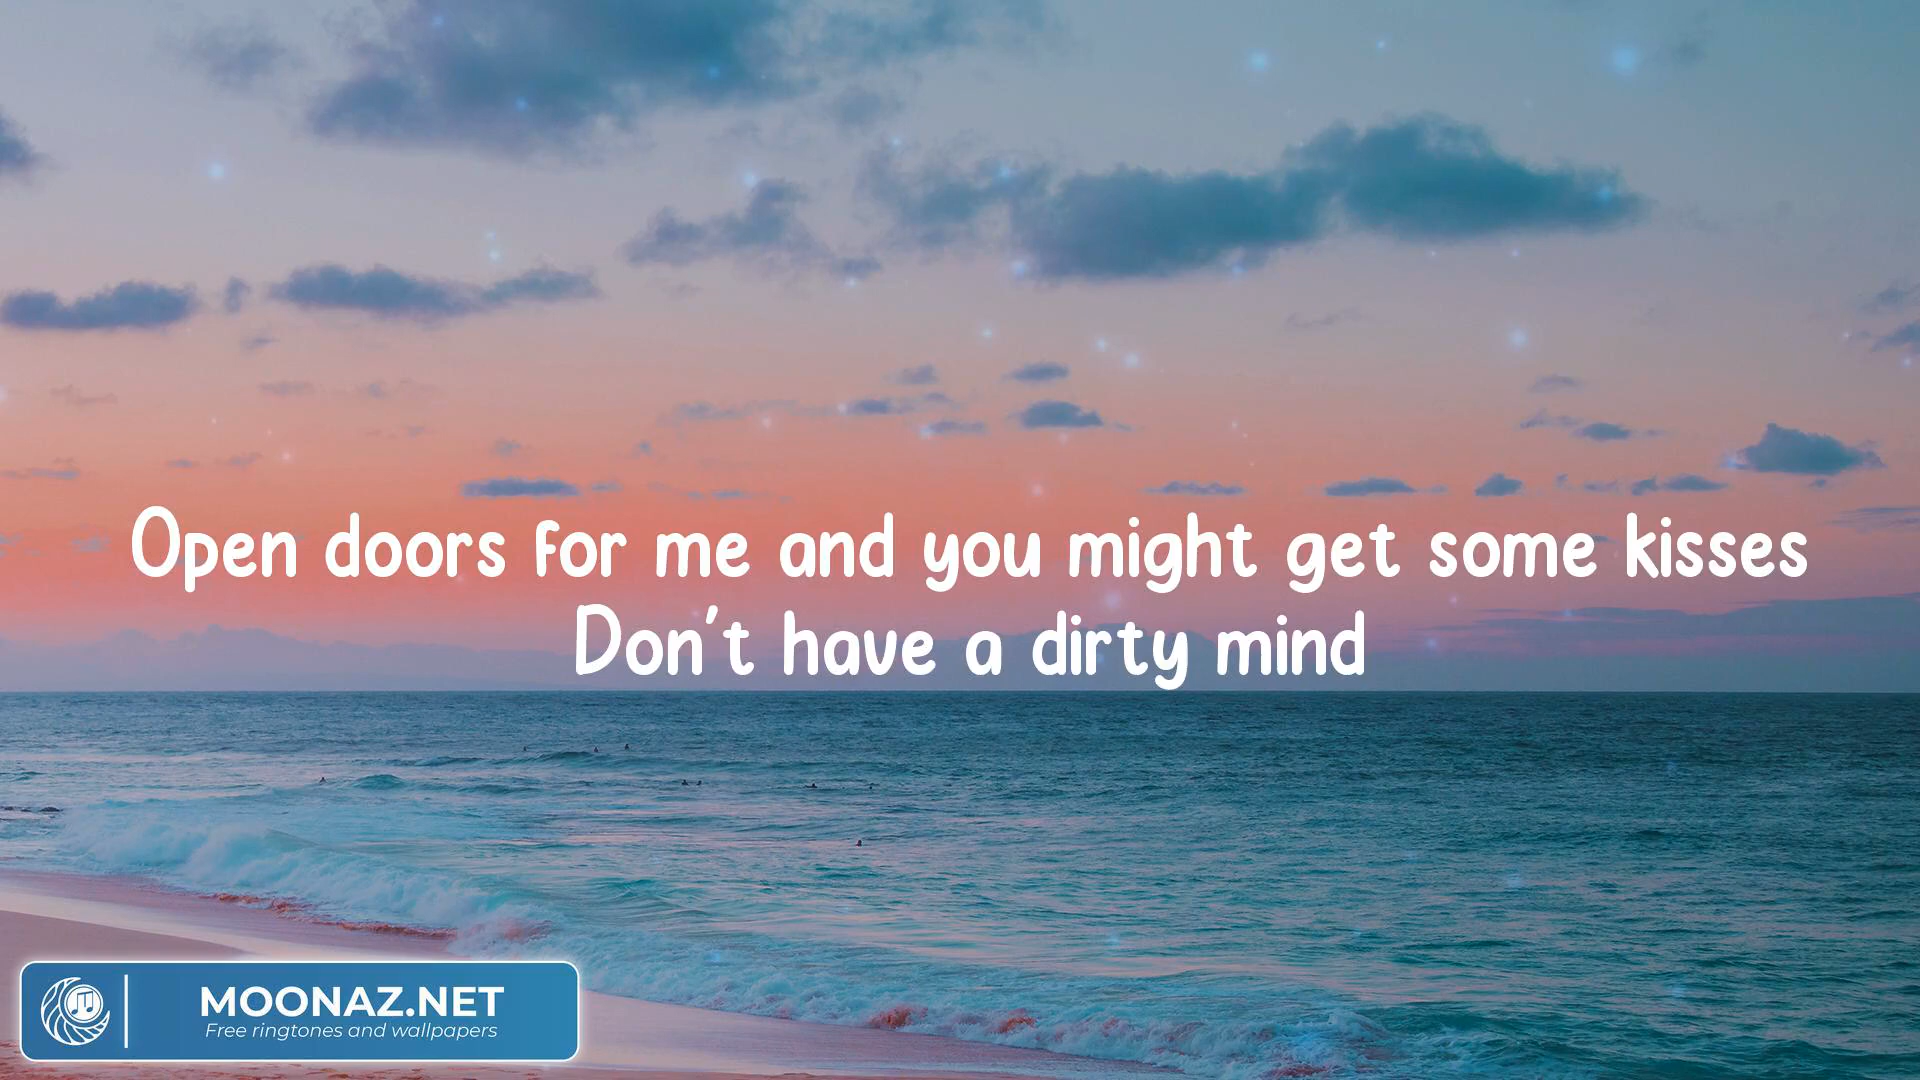 Open doors for me and you might get some kisses
Don't have a dirty mind
MOONAZ.NET
Free ringtones and wallpapers